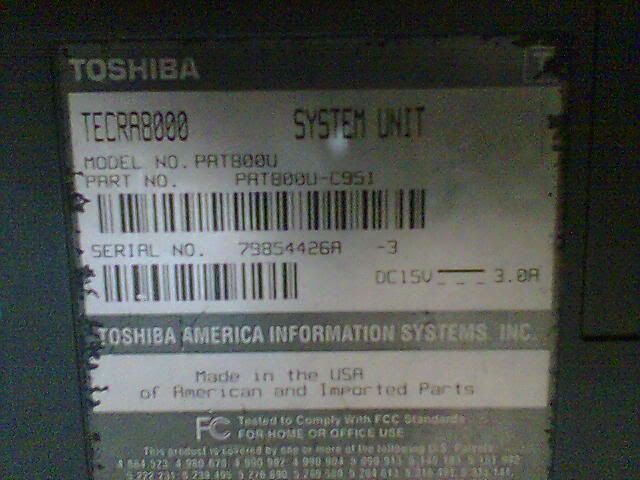 TOSHIBA
TECRA8000 SYSTEM UNIT
MODEL NO. PAT800U
PART NO. PAT800U-C9S1
SERIAL NO. 79854426A -3
DC15V 3.0A
TOSHIBA AMERICA INFORMATION SYSTEMS, INC.
Made in the USA
of American and Imported Parts
FC Tested to Comply With FCC Standards
FOR HOME OR OFFICE USE
This product is covered by one or more of the following U.S. Patents